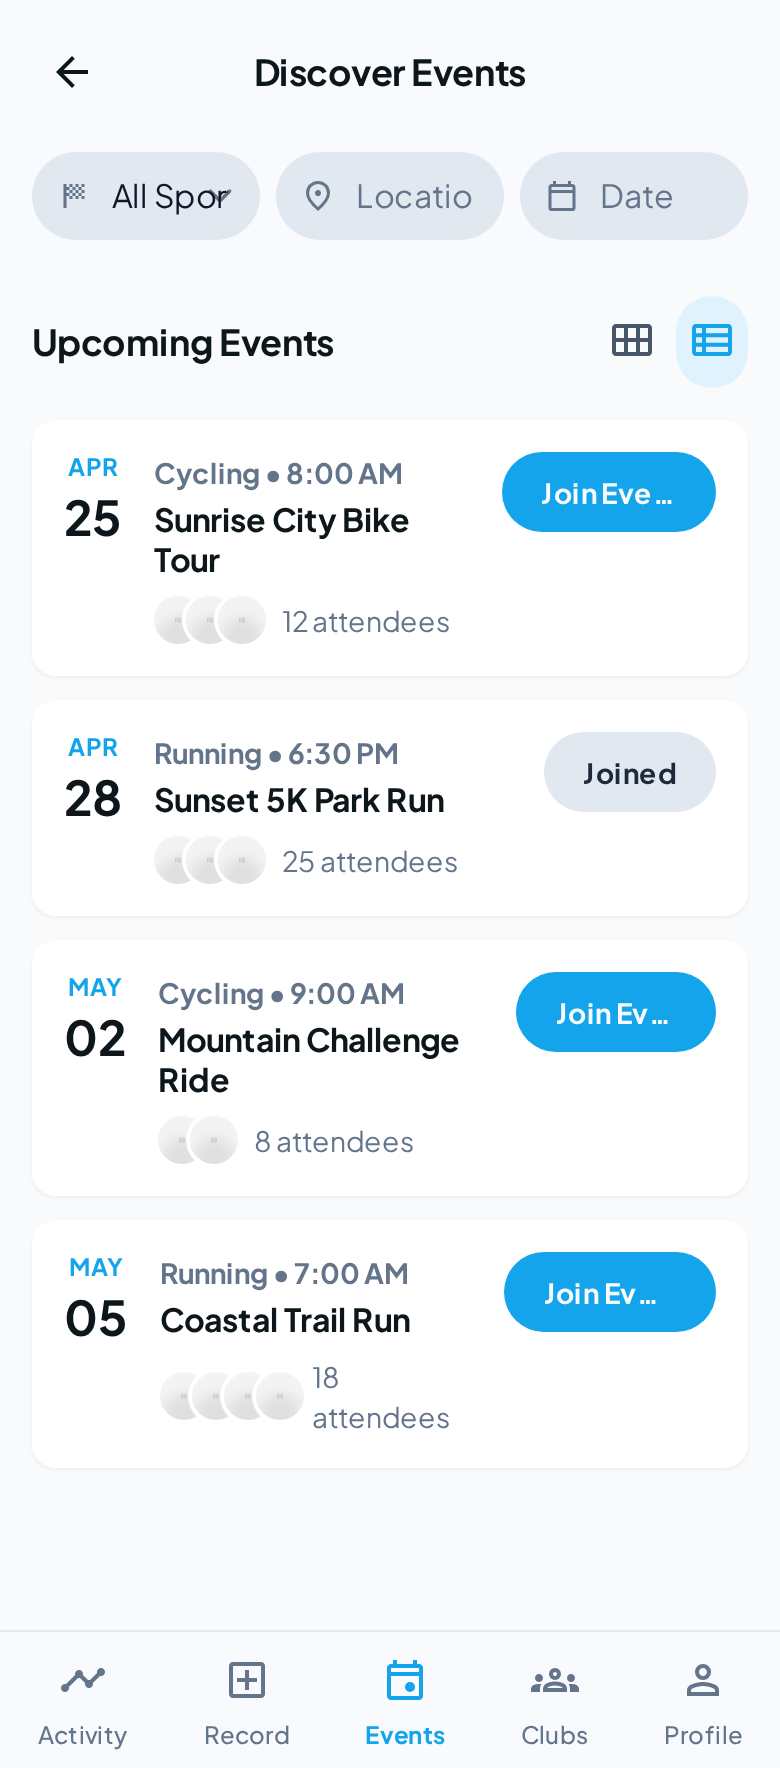 Discover Events
All Spor
Locatio
Date
Upcoming Events
APR
25
Cycling • 8:00 AM
Sunrise City Bike
Tour
12 attendees
Join Eve...
APR
28
Running • 6:30 PM
Sunset 5K Park Run
25 attendees
Joined
MAY
02
Cycling • 9:00 AM
Mountain Challenge
Ride
8 attendees
Join Ev...
MAY
05
Running • 7:00 AM
Coastal Trail Run
18
attendees
Join Ev...
Activity
Record
Events
Clubs
Profile